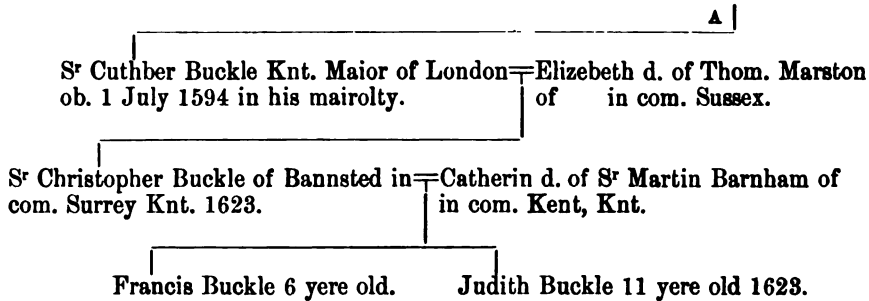 A
Sʳ Cuthber Buckle Knt. Maior of London=Elizebeth d. of Thom. Marston
ob. 1 July 1594 in his mairolty. of in com. Sussex.
Sʳ Christopher Buckle of Bannsted in=Catherin d. of Sʳ Martin Barnham of
com. Surrey Knt. 1623. in com. Kent, Knt.
Francis Buckle 6 yere old. Judith Buckle 11 yere old 1623.